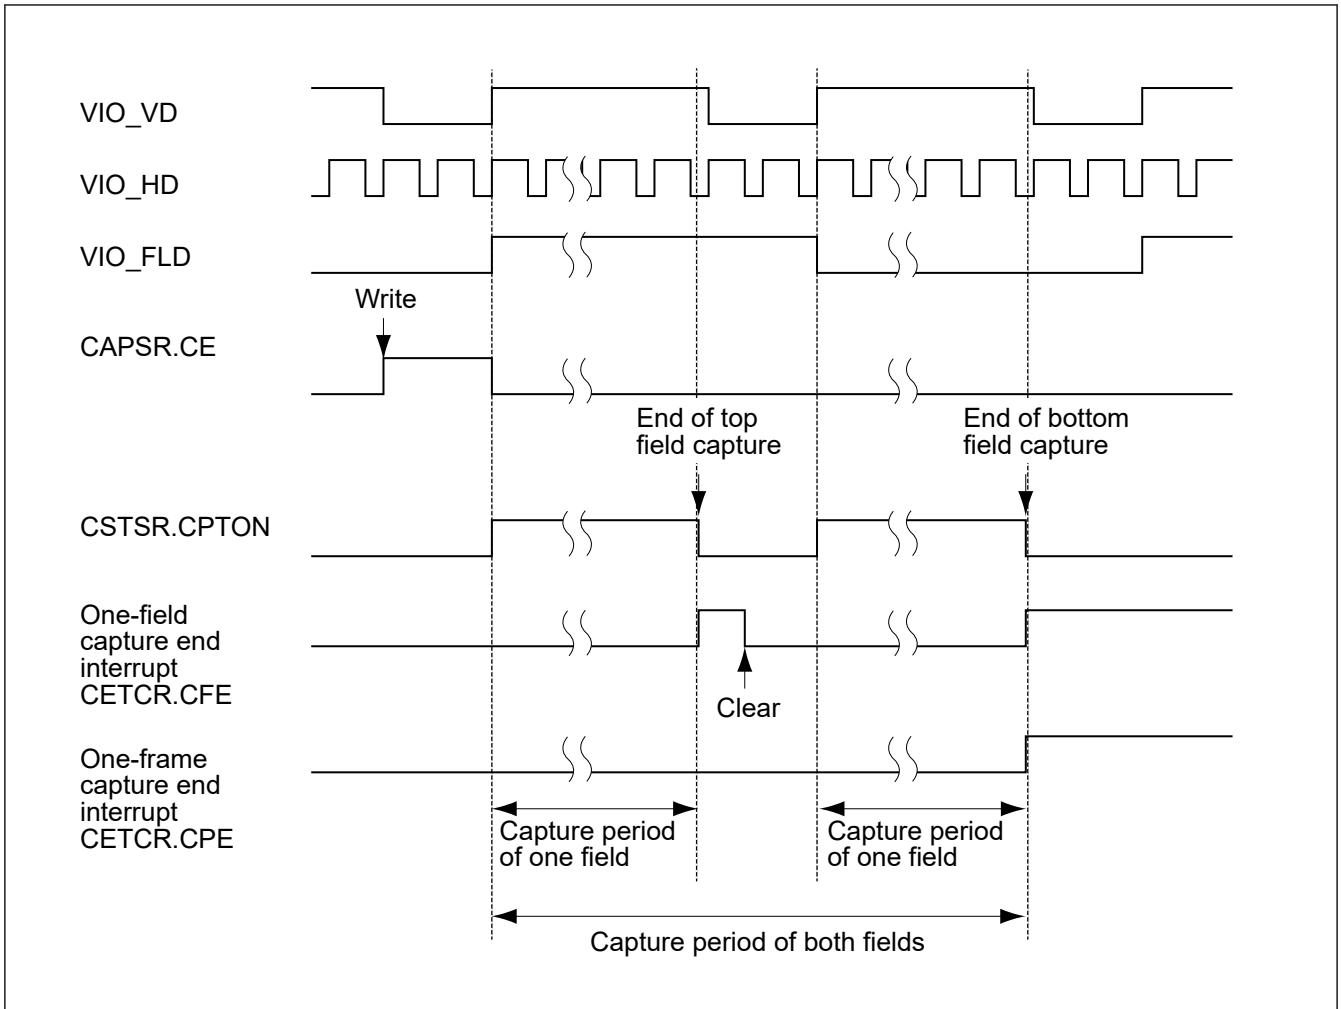 VIO_VD
VIO_HD
VIO_FLD
Write
CAPSR.CE
End of top
field capture
End of bottom
field capture
CSTSR.CPTON
One-field
capture end
interrupt
CETCR.CFE
Clear
One-frame
capture end
interrupt
CETCR.CPE
Capture period
of one field
Capture period
of one field
Capture period of both fields